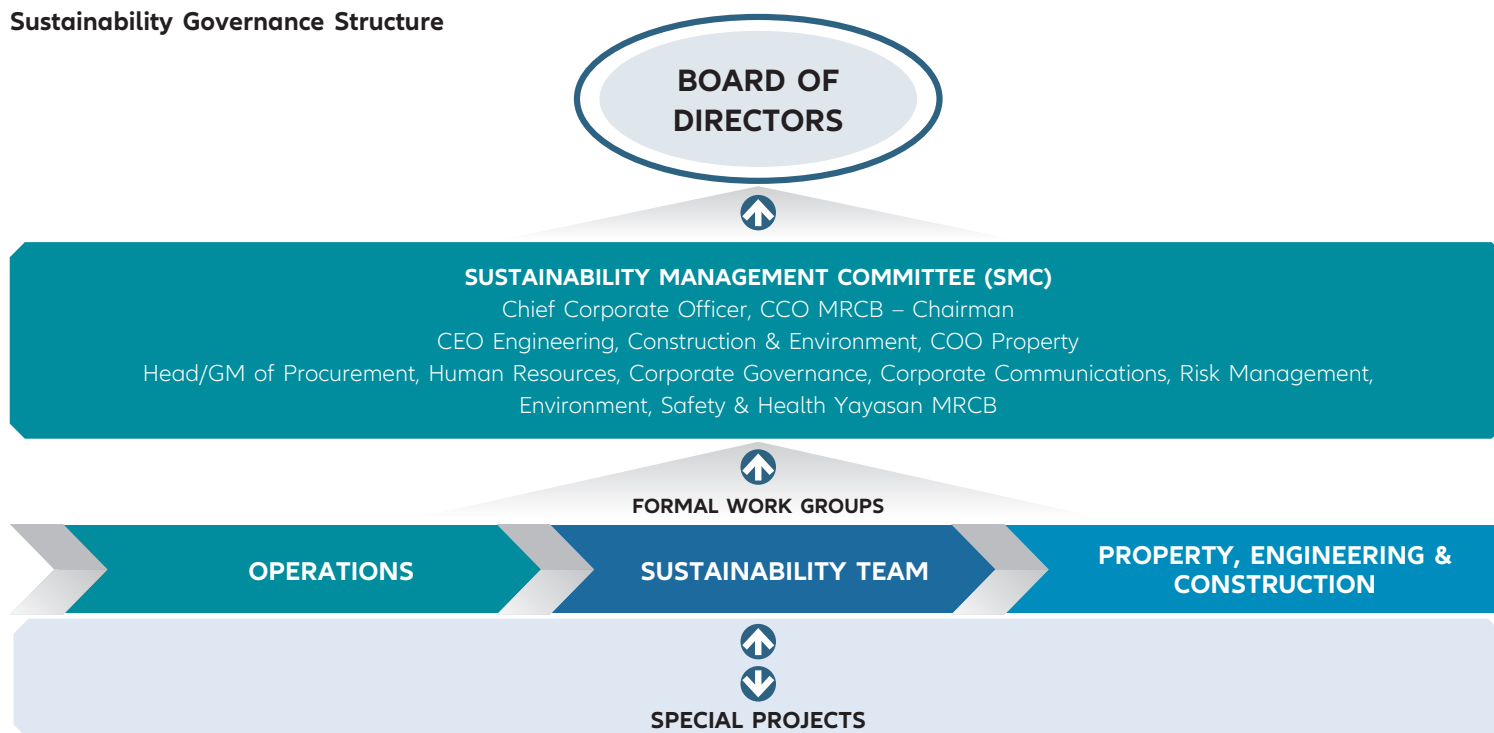 Sustainability Governance Structure
BOARD OF
DIRECTORS
SUSTAINABILITY MANAGEMENT COMMITTEE (SMC)
Chief Corporate Officer, CCO MRCB – Chairman
CEO Engineering, Construction & Environment, COO Property
Head/GM of Procurement, Human Resources, Corporate Governance, Corporate Communications, Risk Management,
Environment, Safety & Health Yayasan MRCB
FORMAL WORK GROUPS
OPERATIONS
SUSTAINABILITY TEAM
PROPERTY, ENGINEERING &
CONSTRUCTION
SPECIAL PROJECTS